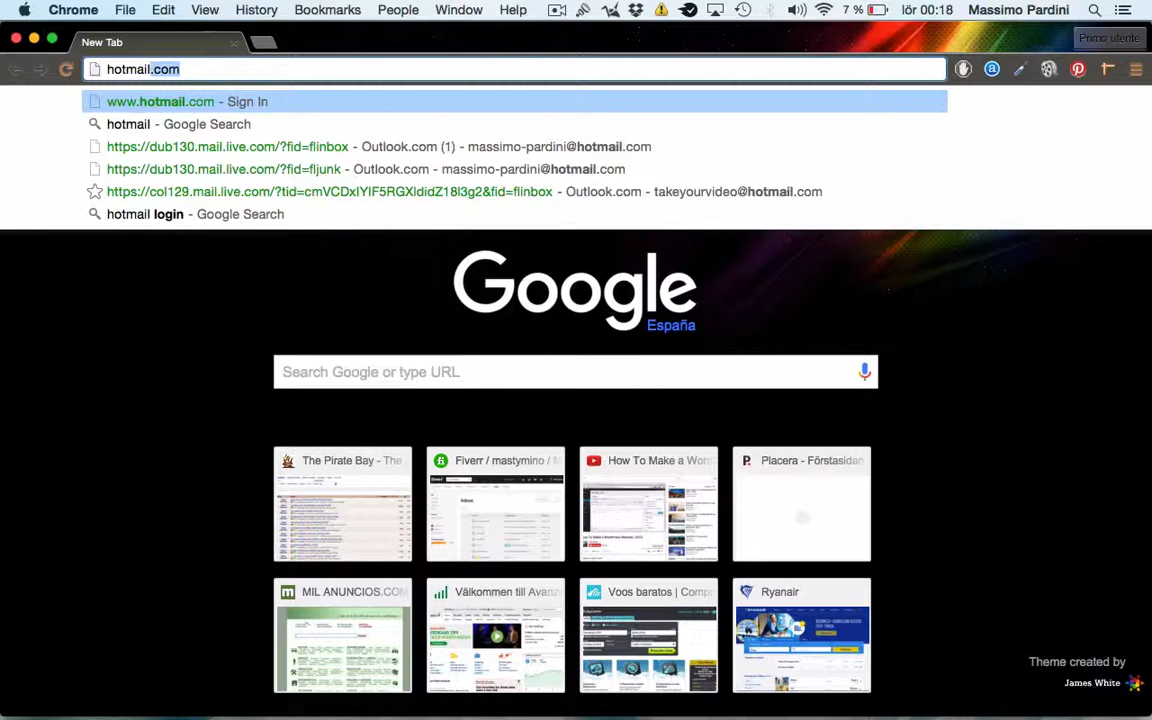 Chrome File Edit View History Bookmarks People Window Help 7 % lör 00:18 Massimo Pardini
New Tab
Primo utente
hotmail.com
www.hotmail.com - Sign In
hotmail - Google Search
https://dub130.mail.live.com/?fid=flinbox - Outlook.com (1) - massimo-pardini@hotmail.com
https://dub130.mail.live.com/?fid=fljunk - Outlook.com - massimo-pardini@hotmail.com
https://col129.mail.live.com/?tid=cmVCDxIYIF5RGXldidZ18l3g2&fid=flinbox - Outlook.com - takeyourvideo@hotmail.com
hotmail login - Google Search
Google
España
Search Google or type URL
The Pirate Bay - The
Fiverr / mastymino / M
How To Make a Wor
Placera - Förstasidan
MIL ANUNCIOS.COM
Välkommen till Avanz
Voos baratos | Comp
Ryanair
Theme created by
James White